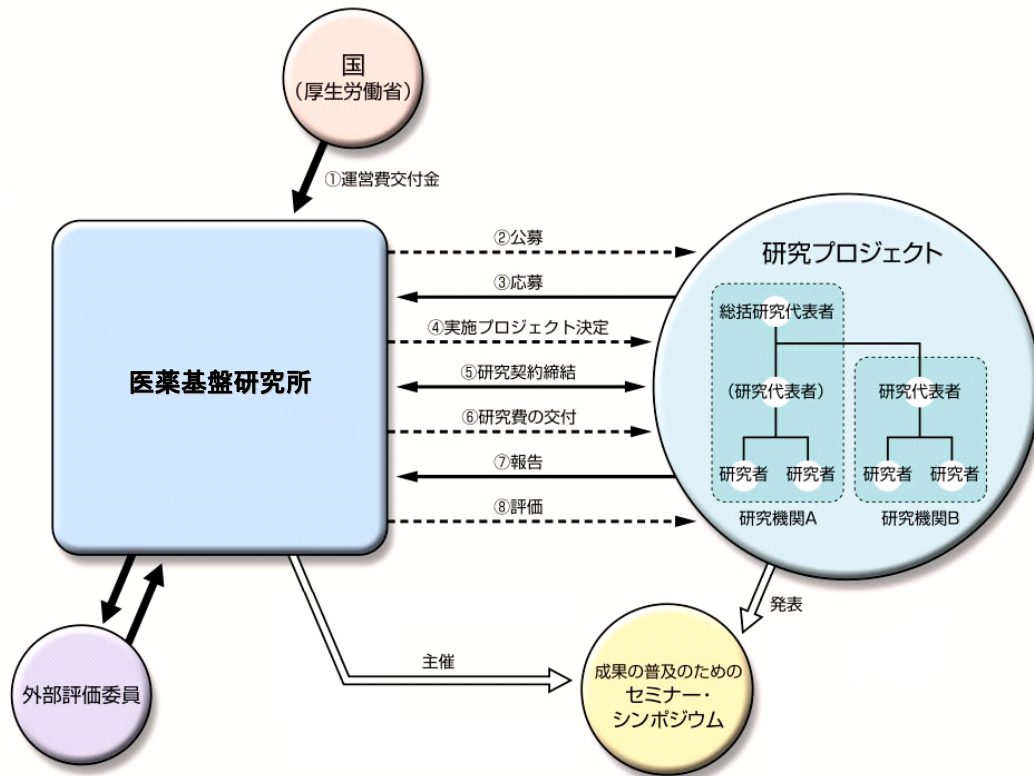 国
(厚生労働省)
①運営費交付金
②公募
③応募
④実施プロジェクト決定
⑤研究契約締結
⑥研究費の交付
⑦報告
⑧評価
医薬基盤研究所
研究プロジェクト
総括研究代表者
(研究代表者)
研究代表者
研究者
研究者
研究者
研究者
研究機関A
研究機関B
発表
主催
外部評価委員
成果の普及のための
セミナー・
シンポジウム